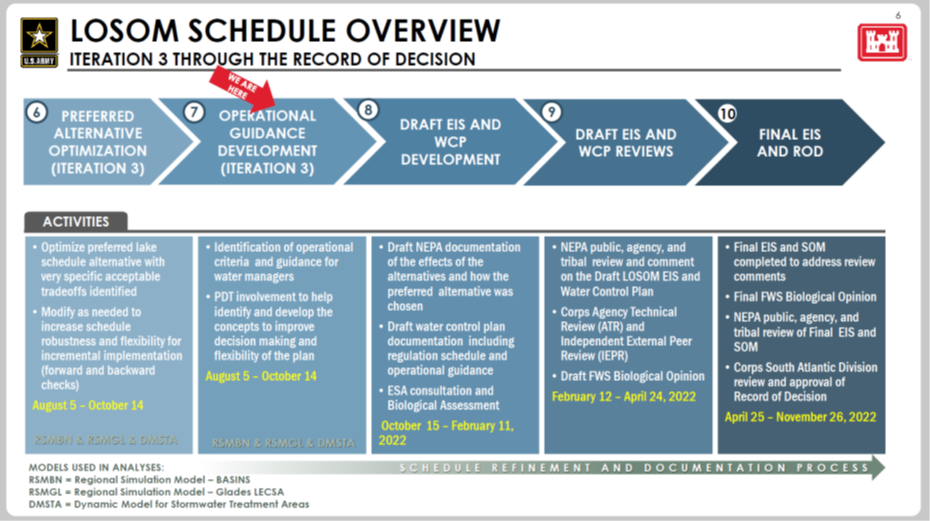 6
LOSOM SCHEDULE OVERVIEW
ITERATION 3 THROUGH THE RECORD OF DECISION
U.S.ARMY
WE ARE
HERE
6
PREFERRED
ALTERNATIVE
OPTIMIZATION
(ITERATION 3)
7
OPERATIONAL
GUIDANCE
DEVELOPMENT
(ITERATION 3)
8
DRAFT EIS AND
WCP
DEVELOPMENT
9
DRAFT EIS AND
WCP REVIEWS
10
FINAL EIS
AND ROD
ACTIVITIES
• Optimize preferred lake
schedule alternative with
very specific acceptable
tradeoffs identified
• Modify as needed to
increase schedule
robustness and flexibility for
incremental implementation
(forward and backward
checks)
August 5 – October 14
RSMBN & RSMGL & DMSTA
• Identification of operational
criteria and guidance for
water managers
• PDT involvement to help
identify and develop the
concepts to improve
decision making and
flexibility of the plan
August 5 – October 14
RSMBN & RSMGL & DMSTA
• Draft NEPA documentation
of the effects of the
alternatives and how the
preferred alternative was
chosen
• Draft water control plan
documentation including
regulation schedule and
operational guidance
• ESA consultation and
Biological Assessment
October 15 – February 11,
2022
• NEPA public, agency, and
tribal review and comment
on the Draft LOSOM EIS and
Water Control Plan
• Corps Agency Technical
Review (ATR) and
Independent External Peer
Review (IEPR)
• Draft FWS Biological Opinion
February 12 – April 24, 2022
• Final EIS and SOM
completed to address review
comments
• Final FWS Biological Opinion
• NEPA public, agency, and
tribal review of Final EIS and
SOM
• Corps South Atlantic Division
review and approval of
Record of Decision
April 25 – November 26, 2022
SCHEDULE REFINEMENT AND DOCUMENTATION PROCESS
MODELS USED IN ANALYSES:
RSMBN = Regional Simulation Model – BASINS
RSMGL = Regional Simulation Model – Glades LECSA
DMSTA = Dynamic Model for Stormwater Treatment Areas